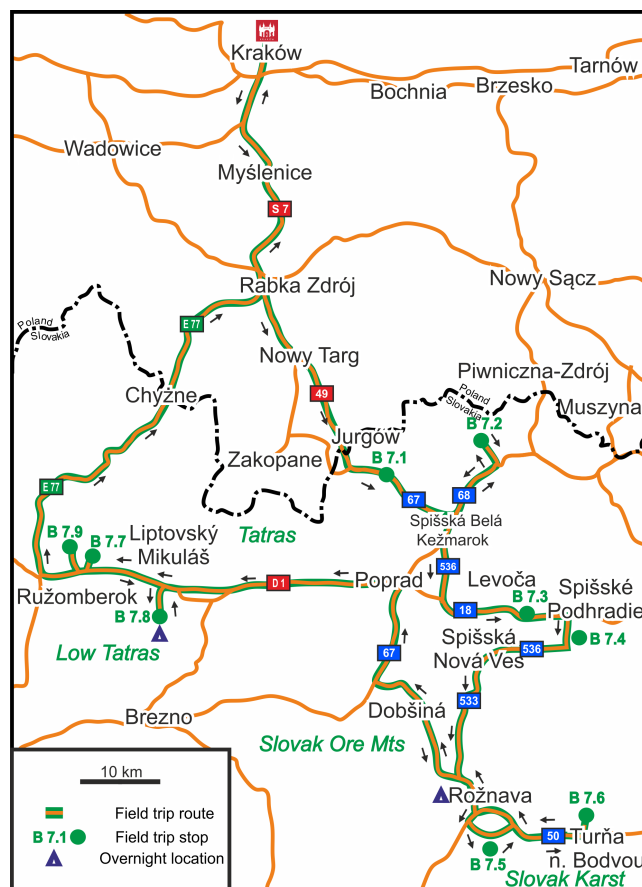 Kraków
Tarnów
Bochnia
Brzesko
Wadowice
Myślenice
S 7
Rabka Zdrój
Nowy Sącz
Poland
Slovakia
E 77
Nowy Targ
Piwniczna-Zdrój
Poland
Slovakia
Chyżne
49
Muszyna
Jurgów
B 7.2
Zakopane
B 7.1
E 77
67
68
Tatras
Spišská Belá
Kežmarok
B 7.9
B 7.7
Liptovský
Mikuláš
536
Poprad
Levoča
D 1
Ružomberok
B 7.8
18
B 7.3
Spišské
Podhradie
Low Tatras
Spišská
Nová Ves
536
B 7.4
67
533
Brezno
Dobšiná
Slovak Ore Mts
10 km
Rožnava
B 7.6
Field trip route
B 7.1
Field trip stop
Overnight location
50
Turňa
n. Bodvou
B 7.5
Slovak Karst